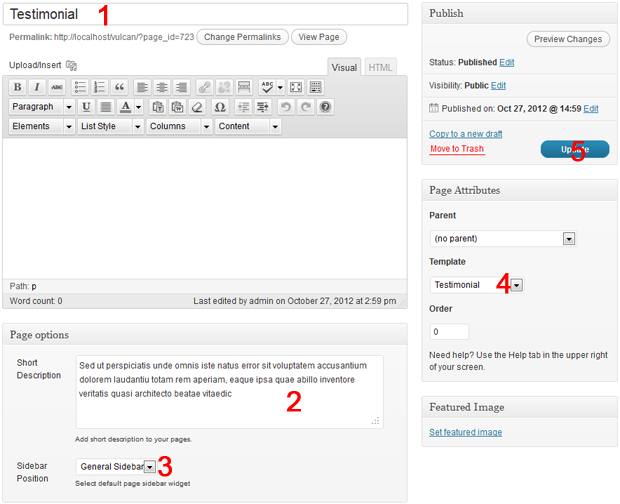 Testimonial 1
Permalink: http://localhost/vulcan/?page_id=723 Change Permalinks View Page
Upload/Insert Visual HTML
B I ABC ABC
Paragraph U A Ω
Elements List Style Columns Content
Path: p
Word count: 0 Last edited by admin on October 27, 2012 at 2:59 pm
Page options
Short
Description
Sed ut perspiciatis unde omnis iste natus error sit voluptatem accusantium
dolorem laudantiu totam rem aperiam, eaque ipsa quae abillo inventore
veritatis quasi architecto beatae vitaedic
2
Add short description to your pages.
Sidebar
Position
General Sidebar 3
Select default page sidebar widget
Publish
Preview Changes
Status: Published Edit
Visibility: Public Edit
Published on: Oct 27, 2012 @ 14:59 Edit
Copy to a new draft
Move to Trash Update 5
Page Attributes
Parent
(no parent)
Template
Testimonial 4
Order
0
Need help? Use the Help tab in the upper right
of your screen.
Featured Image
Set featured image